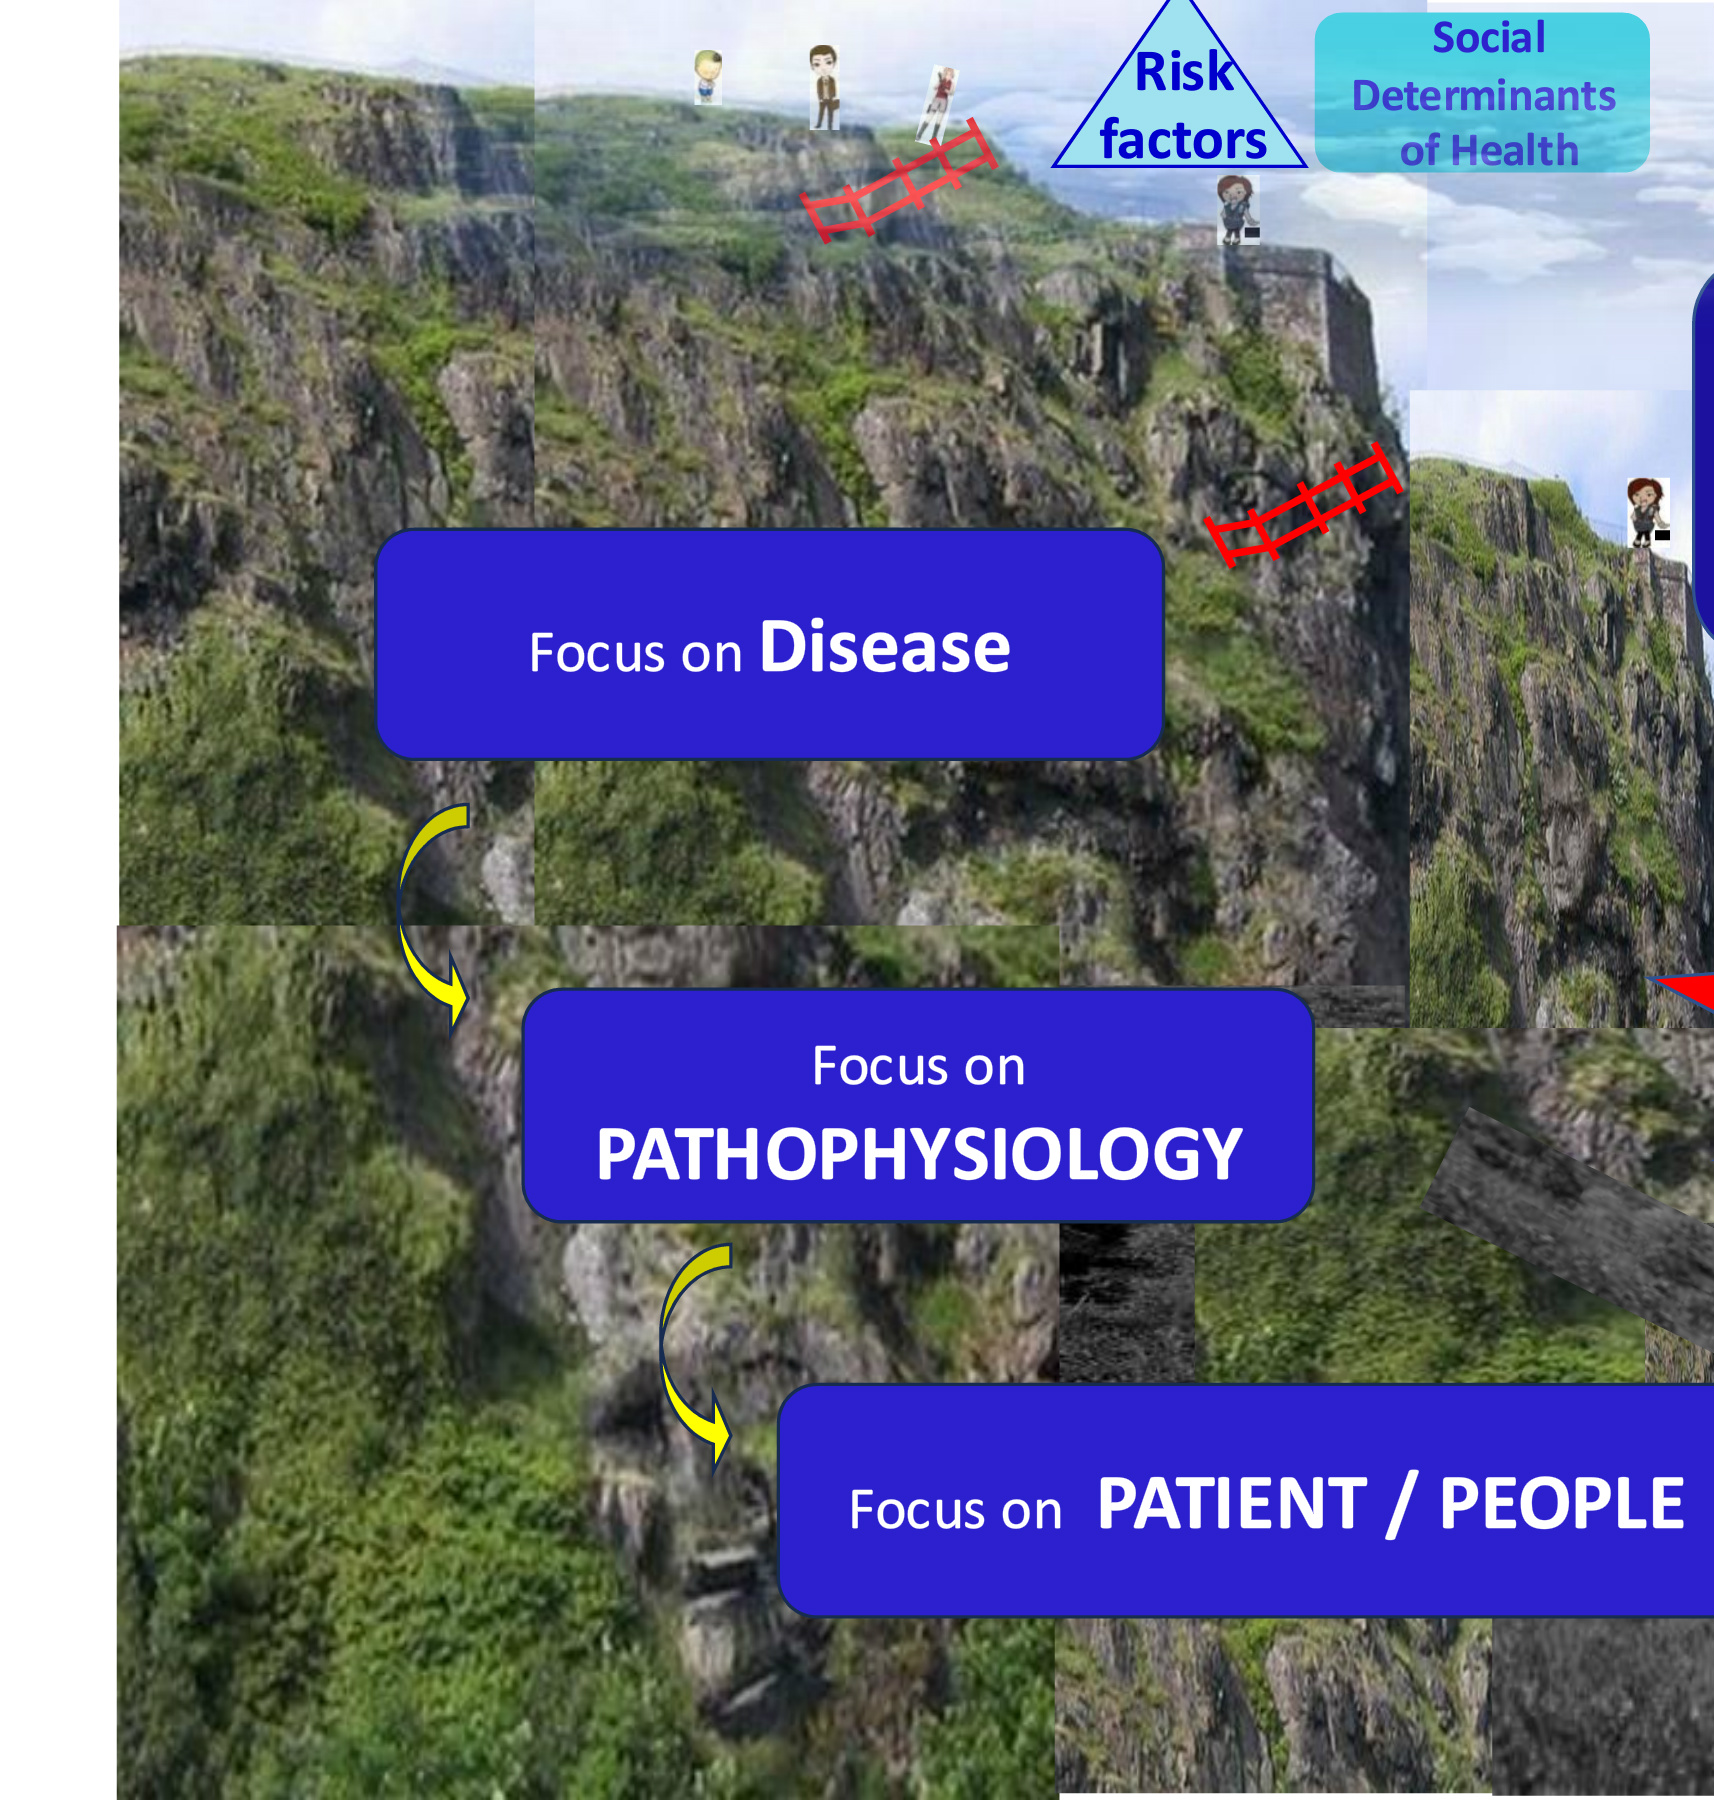 Risk
factors
Social
Determinants
of Health
Focus on Disease
Focus on
PATHOPHYSIOLOGY
Focus on PATIENT / PEOPLE